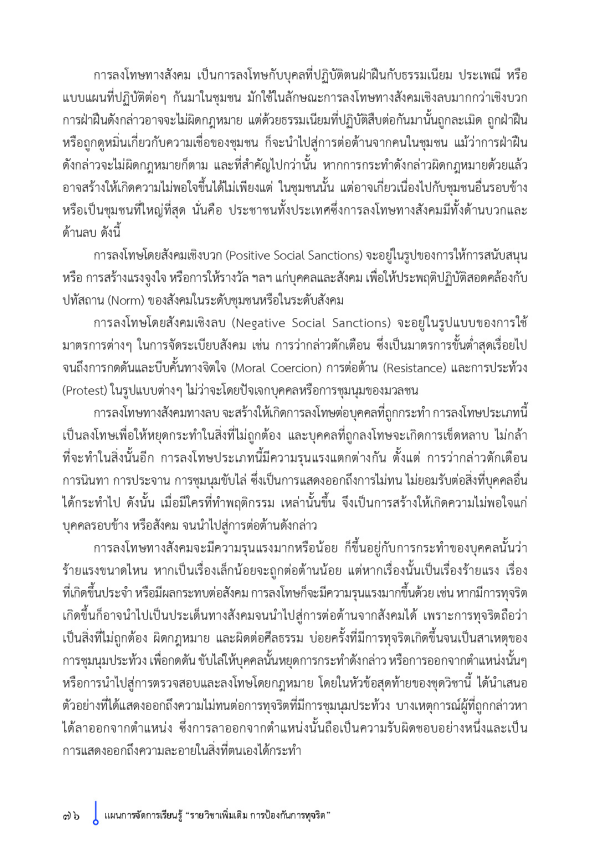 การลงโทษทางสังคม เป็นการลงโทษกับบุคลที่ปฏิบัติตนฝ่าฝืนกับธรรมเนียม ประเพณี หรือ
แบบแผนที่ปฏิบัติต่อๆ กันมาในชุมชน มักใช้ในลักษณะการลงโทษทางสังคมเชิงลบมากกว่าเชิงบวก
การฝ่าฝืนดังกล่าวอาจจะไม่ผิดกฎหมาย แต่ด้วยธรรมเนียมที่ปฏิบัติสืบต่อกันมานั้นถูกละเมิด ถูกฝ่าฝืน
หรือถูกดูหมิ่นเกี่ยวกับความเชื่อของชุมชน ก็จะนำไปสู่การต่อต้านจากคนในชุมชน แม้ว่าการฝ่าฝืน
ดังกล่าวจะไม่ผิดกฎหมายก็ตาม และที่สำคัญไปกว่านั้น หากการกระทำดังกล่าวผิดกฎหมายด้วยแล้ว
อาจสร้างให้เกิดความไม่พอใจขึ้นได้ไม่เพียงแต่ ในชุมชนนั้น แต่อาจเกี่ยวเนื่องไปกับชุมชนอื่นรอบข้าง
หรือเป็นชุมชนที่ใหญ่ที่สุด นั่นคือ ประชาชนทั้งประเทศซึ่งการลงโทษทางสังคมมีทั้งด้านบวกและ
ด้านลบ ดังนี้
การลงโทษโดยสังคมเชิงบวก (Positive Social Sanctions) จะอยู่ในรูปของการให้การสนับสนุน
หรือ การสร้างแรงจูงใจ หรือการให้รางวัล ฯลฯ แก่บุคคลและสังคม เพื่อให้ประพฤติปฏิบัติสอดคล้องกับ
ปทัสถาน (Norm) ของสังคมในระดับชุมชนหรือในระดับสังคม
การลงโทษโดยสังคมเชิงลบ (Negative Social Sanctions) จะอยู่ในรูปแบบของการใช้
มาตรการต่างๆ ในการจัดระเบียบสังคม เช่น การว่ากล่าวตักเตือน ซึ่งเป็นมาตรการขั้นต่ำสุดเรื่อยไป
จนถึงการกดดันและบีบคั้นทางจิตใจ (Moral Coercion) การต่อต้าน (Resistance) และการประท้วง
(Protest) ในรูปแบบต่างๆ ไม่ว่าจะโดยปัจเจกบุคคลหรือการชุมนุมของมวลชน
การลงโทษทางสังคมทางลบ จะสร้างให้เกิดการลงโทษต่อบุคคลที่ถูกกระทำ การลงโทษประเภทนี้
เป็นลงโทษเพื่อให้หยุดกระทำในสิ่งที่ไม่ถูกต้อง และบุคคลที่ถูกลงโทษจะเกิดการเข็ดหลาบ ไม่กล้า
ที่จะทำในสิ่งนั้นอีก การลงโทษประเภทนี้มีความรุนแรงแตกต่างกัน ตั้งแต่ การว่ากล่าวตักเตือน
การนินทา การประจาน การชุมนุมขับไล่ ซึ่งเป็นการแสดงออกถึงการไม่ทน ไม่ยอมรับต่อสิ่งที่บุคคลอื่น
ได้กระทำไป ดังนั้น เมื่อมีใครที่ทำพฤติกรรม เหล่านั้นขึ้น จึงเป็นการสร้างให้เกิดความไม่พอใจแก่
บุคคลรอบข้าง หรือสังคม จนนำไปสู่การต่อต้านดังกล่าว
การลงโทษทางสังคมจะมีความรุนแรงมากหรือน้อย ก็ขึ้นอยู่กับการกระทำของบุคคลนั้นว่า
ร้ายแรงขนาดไหน หากเป็นเรื่องเล็กน้อยจะถูกต่อต้านน้อย แต่หากเรื่องนั้นเป็นเรื่องร้ายแรง เรื่อง
ที่เกิดขึ้นประจำ หรือมีผลกระทบต่อสังคม การลงโทษก็จะมีความรุนแรงมากขึ้นด้วย เช่น หากมีการทุจริต
เกิดขึ้นก็อาจนำไปเป็นประเด็นทางสังคมจนนำไปสู่การต่อต้านจากสังคมได้ เพราะการทุจริตถือว่า
เป็นสิ่งที่ไม่ถูกต้อง ผิดกฎหมาย และผิดต่อศีลธรรม บ่อยครั้งที่มีการทุจริตเกิดขึ้นจนเป็นสาเหตุของ
การชุมนุมประท้วง เพื่อกดดัน ขับไล่ให้บุคคลนั้นหยุดการกระทำดังกล่าว หรือการออกจากตำแหน่งนั้นๆ
หรือการนำไปสู่การตรวจสอบและลงโทษโดยกฎหมาย โดยในหัวข้อสุดท้ายของชุดวิชานี้ ได้นำเสนอ
ตัวอย่างที่ได้แสดงออกถึงความไม่ทนต่อการทุจริตที่มีการชุมนุมประท้วง บางเหตุการณ์ผู้ที่ถูกกล่าวหา
ได้ลาออกจากตำแหน่ง ซึ่งการลาออกจากตำแหน่งนั้นถือเป็นความรับผิดชอบอย่างหนึ่งและเป็น
การแสดงออกถึงความละอายในสิ่งที่ตนเองได้กระทำ
๗๖ แผนการจัดการเรียนรู้ "รายวิชาเพิ่มเติม การป้องกันการทุจริต"